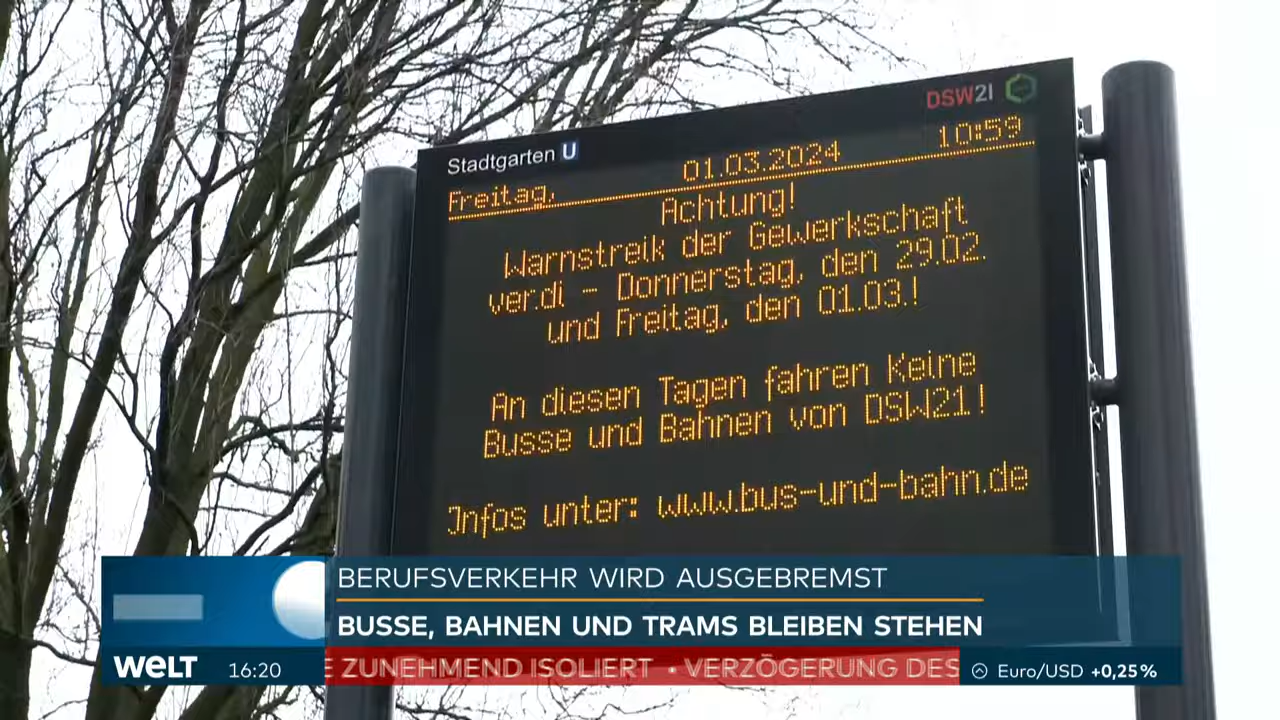 DSW21
Stadtgarten U
Freitag, 01.03.2024 10:59
Achtung!
Warnstreik der Gewerkschaft
ver.di - Donnerstag, den 29.02.
und Freitag, den 01.03.!
An diesen Tagen fahren keine
Busse und Bahnen von DSW21!
Infos unter: www.bus-und-bahn.de
BERUFSVERKEHR WIRD AUSGEBREMST
BUSSE, BAHNEN UND TRAMS BLEIBEN STEHEN
WELT 16:20 E ZUNEHMEND ISOLIERT • VERZÖGERUNG DES Euro/USD +0,25%